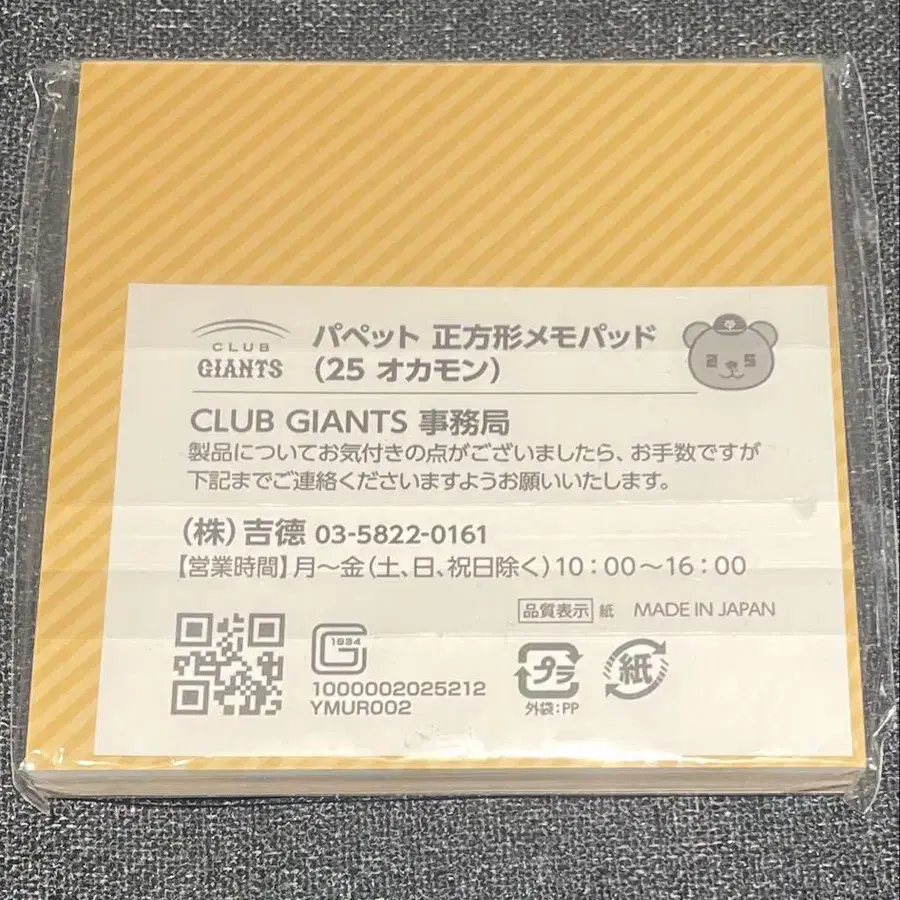 CLUB
GIANTS
パペット 正方形メモパッド
(25 オカモン)
25
CLUB GIANTS 事務局
製品についてお気付きの点がございましたら、お手数ですが
下記までご連絡くださいますようお願いいたします。
(株)吉德 03-5822-0161
【営業時間】月〜金(土、日、祝日除く)10:00〜16:00
品質表示 紙 MADE IN JAPAN
1934
G
1000002025212
YMUR002
プラ
外袋:PP
紙